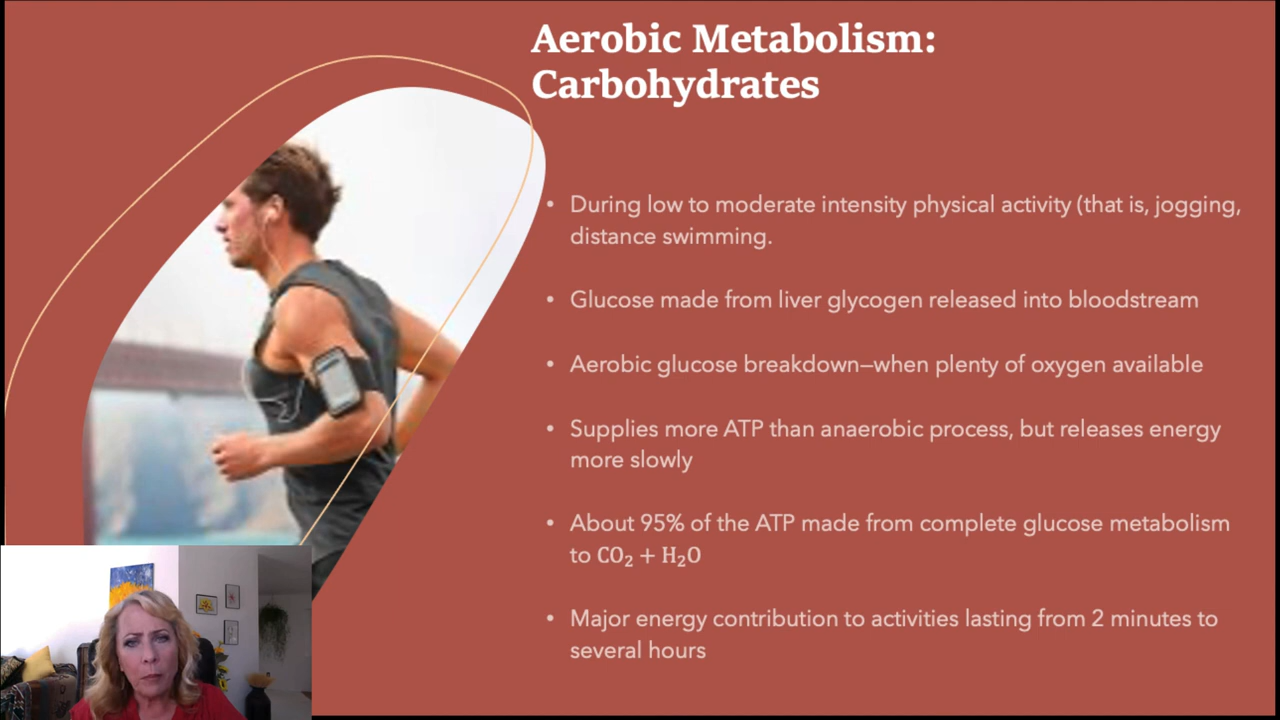 Aerobic Metabolism:
Carbohydrates
• During low to moderate intensity physical activity (that is, jogging,
distance swimming.
• Glucose made from liver glycogen released into bloodstream
• Aerobic glucose breakdown–when plenty of oxygen available
• Supplies more ATP than anaerobic process, but releases energy
more slowly
• About 95% of the ATP made from complete glucose metabolism
to CO₂ + H₂O
• Major energy contribution to activities lasting from 2 minutes to
several hours